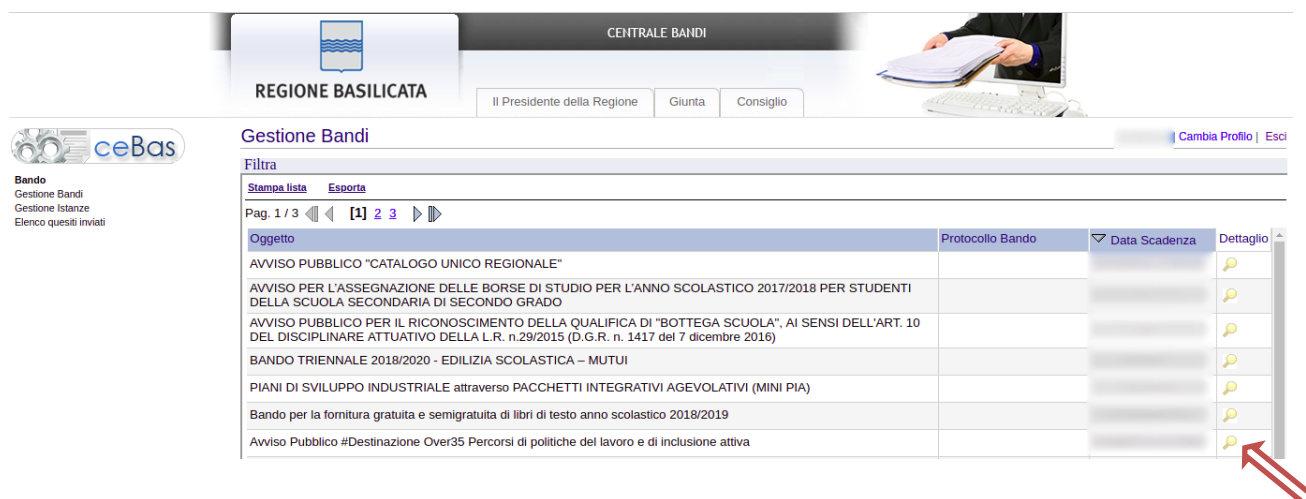 CENTRALE BANDI
REGIONE BASILICATA
Il Presidente della Regione Giunta Consiglio
ceBas
Gestione Bandi
| Cambia Profilo | Esci
Filtra
Bando
Gestione Bandi
Gestione Istanze
Elenco quesiti inviati
Stampa lista Esporta
Pag. 1 / 3 [1] 2 3
Oggetto Protocollo Bando Data Scadenza Dettaglio
AVVISO PUBBLICO "CATALOGO UNICO REGIONALE"
AVVISO PER L'ASSEGNAZIONE DELLE BORSE DI STUDIO PER L'ANNO SCOLASTICO 2017/2018 PER STUDENTI
DELLA SCUOLA SECONDARIA DI SECONDO GRADO
AVVISO PUBBLICO PER IL RICONOSCIMENTO DELLA QUALIFICA DI "BOTTEGA SCUOLA", AI SENSI DELL'ART. 10
DEL DISCIPLINARE ATTUATIVO DELLA L.R. n.29/2015 (D.G.R. n. 1417 del 7 dicembre 2016)
BANDO TRIENNALE 2018/2020 - EDILIZIA SCOLASTICA – MUTUI
PIANI DI SVILUPPO INDUSTRIALE attraverso PACCHETTI INTEGRATIVI AGEVOLATIVI (MINI PIA)
Bando per la fornitura gratuita e semigratuita di libri di testo anno scolastico 2018/2019
Avviso Pubblico #Destinazione Over35 Percorsi di politiche del lavoro e di inclusione attiva